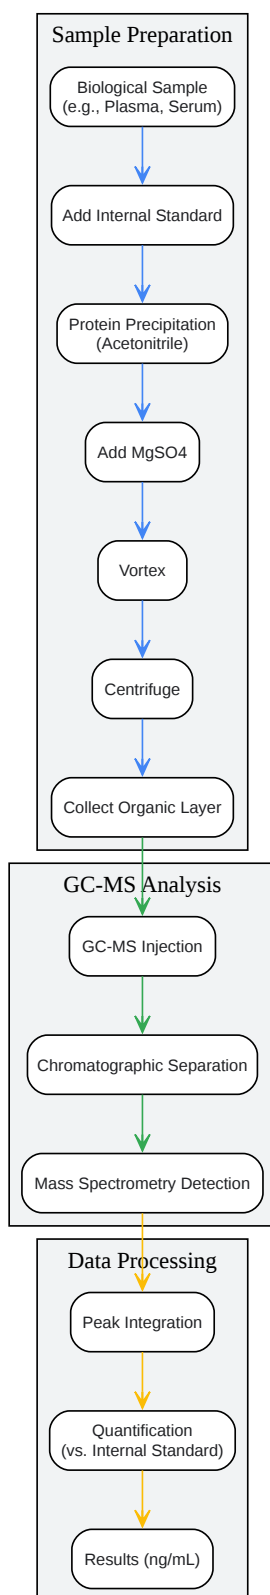 Sample Preparation
Biological Sample
(e.g., Plasma, Serum)
Add Internal Standard
Protein Precipitation
(Acetonitrile)
Add MgSO4
Vortex
Centrifuge
Collect Organic Layer
GC-MS Analysis
GC-MS Injection
Chromatographic Separation
Mass Spectrometry Detection
Data Processing
Peak Integration
Quantification
(vs. Internal Standard)
Results (ng/mL)